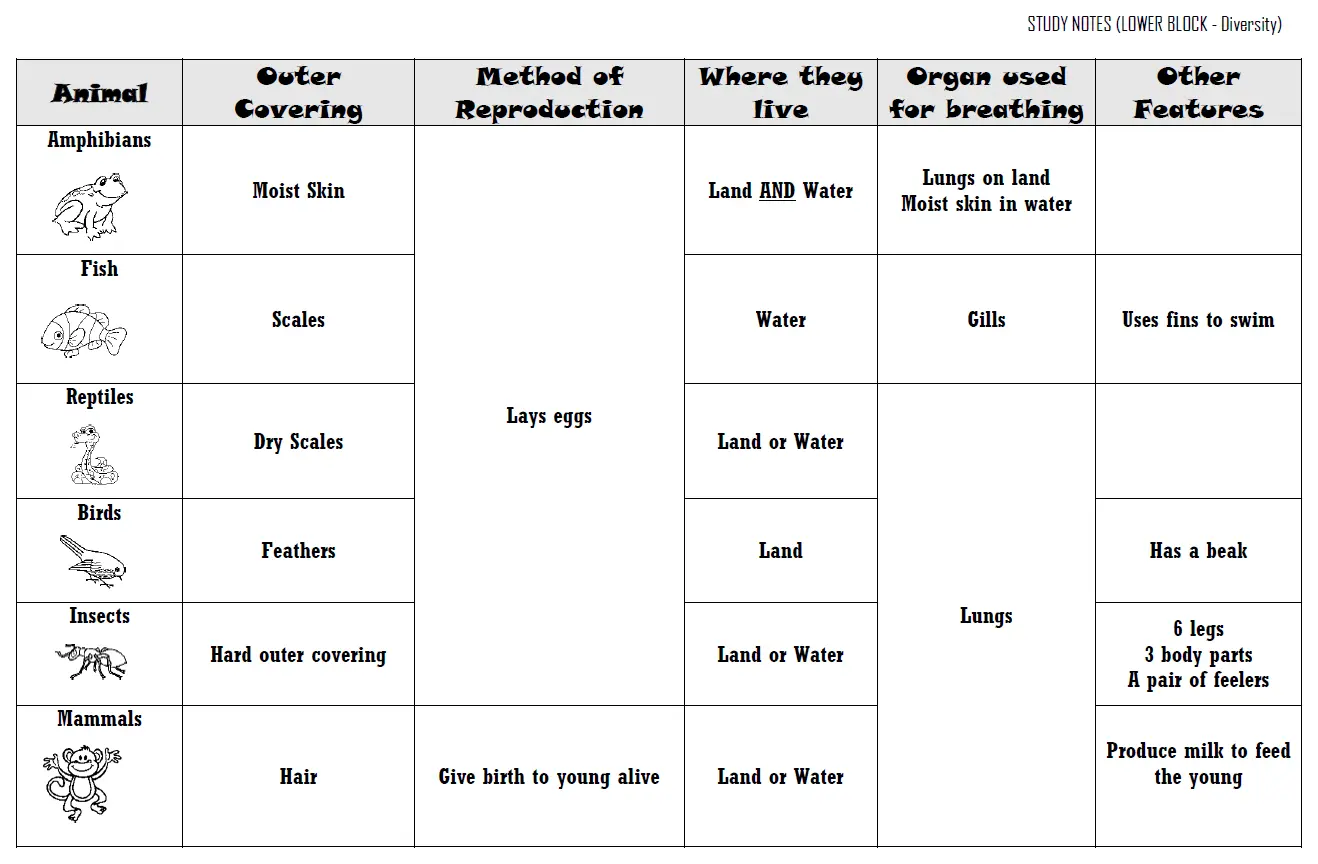 STUDY NOTES (LOWER BLOCK - Diversity)
Animal
Outer
Covering
Method of
Reproduction
Where they
live
Organ used
for breathing
Other
Features
Amphibians
Moist Skin
Lays eggs
Land AND Water
Lungs on land
Moist skin in water
Fish
Scales
Water
Gills
Uses fins to swim
Reptiles
Dry Scales
Land or Water
Lungs
Birds
Feathers
Land
Has a beak
Insects
Hard outer covering
Land or Water
6 legs
3 body parts
A pair of feelers
Mammals
Hair
Give birth to young alive
Land or Water
Produce milk to feed
the young